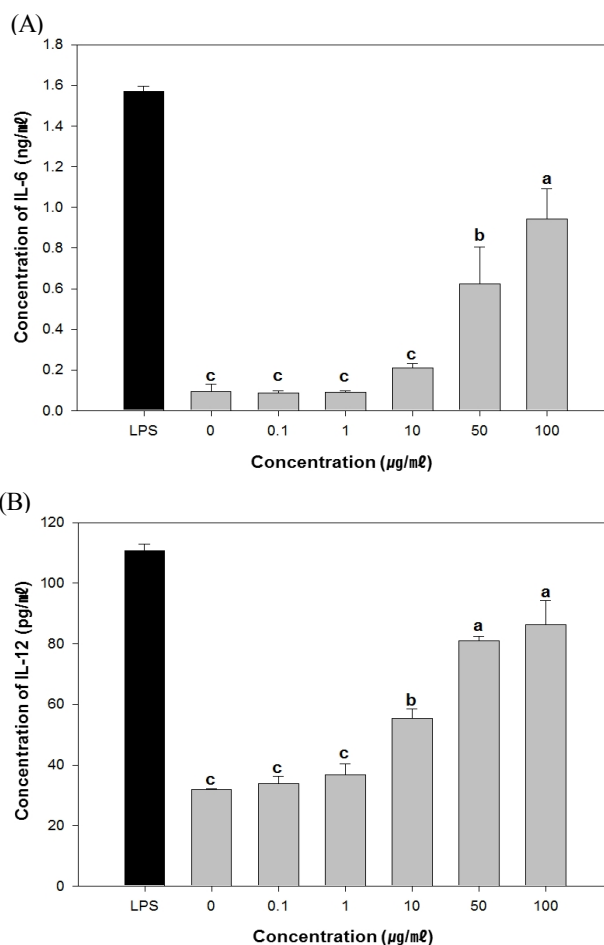 (A)
1.8
1.6
1.4
1.2
1.0
0.8
0.6
0.4
0.2
0.0
Concentration of IL-6 (ng/㎖)
c c c c b a
LPS 0 0.1 1 10 50 100
Concentration (㎍/㎖)
(B)
120
100
80
60
40
20
0
Concentration of IL-12 (pg/㎖)
c c c b a a
LPS 0 0.1 1 10 50 100
Concentration (㎍/㎖)